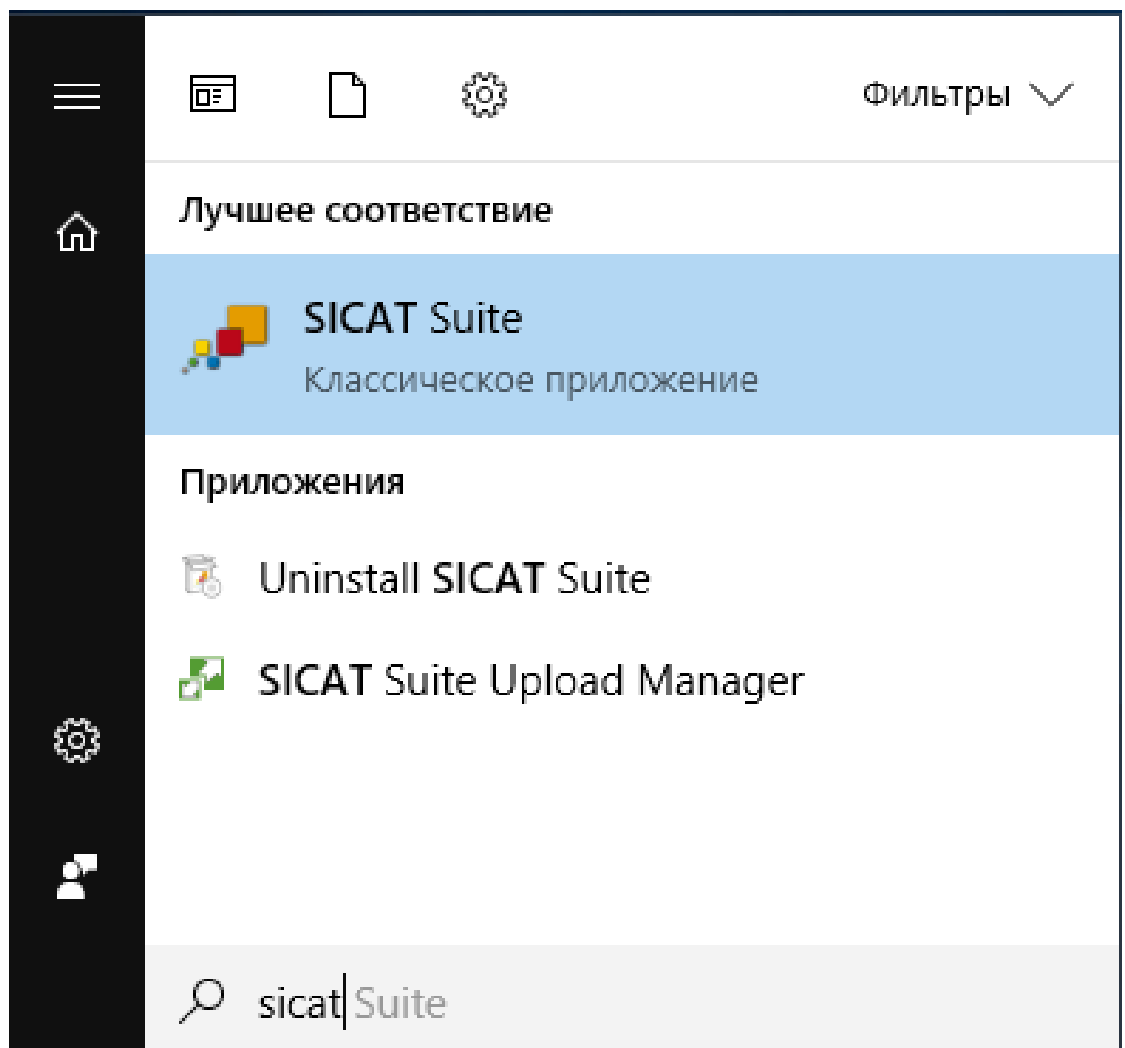 Фильтры
Лучшее соответствие
SICAT Suite
Классическое приложение
Приложения
Uninstall SICAT Suite
SICAT Suite Upload Manager
sicat Suite